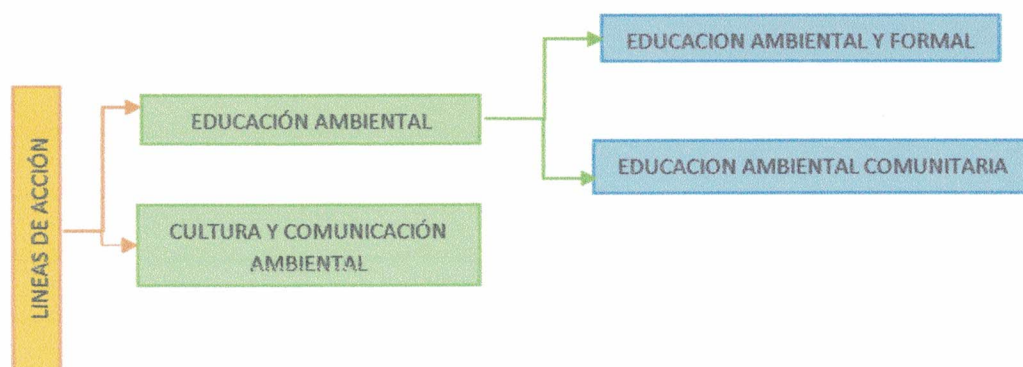 LINEAS DE ACCIÓN
EDUCACIÓN AMBIENTAL
CULTURA Y COMUNICACIÓN
AMBIENTAL
EDUCACION AMBIENTAL Y FORMAL
EDUCACION AMBIENTAL COMUNITARIA